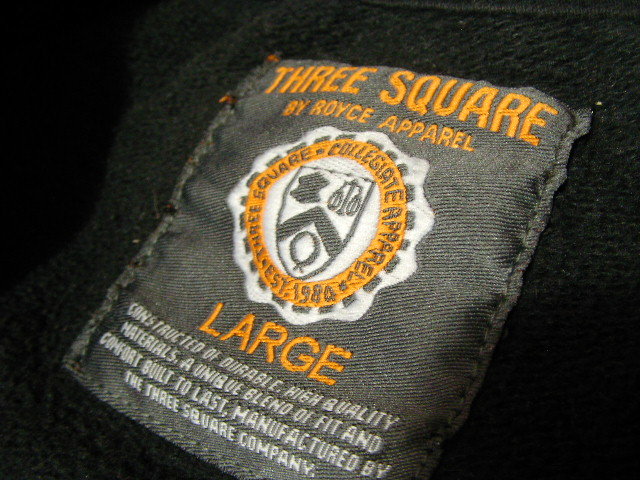 THREE SQUARE
BY ROYCE APPAREL
THREE SQUARE - COLLEGIATE APPAREL
EST. 1980
LARGE
CONSTRUCTED OF DURABLE, HIGH QUALITY
MATERIALS. A UNIQUE BLEND OF FIT AND
COMFORT. BUILT TO LAST, MANUFACTURED BY
THE THREE SQUARE COMPANY.